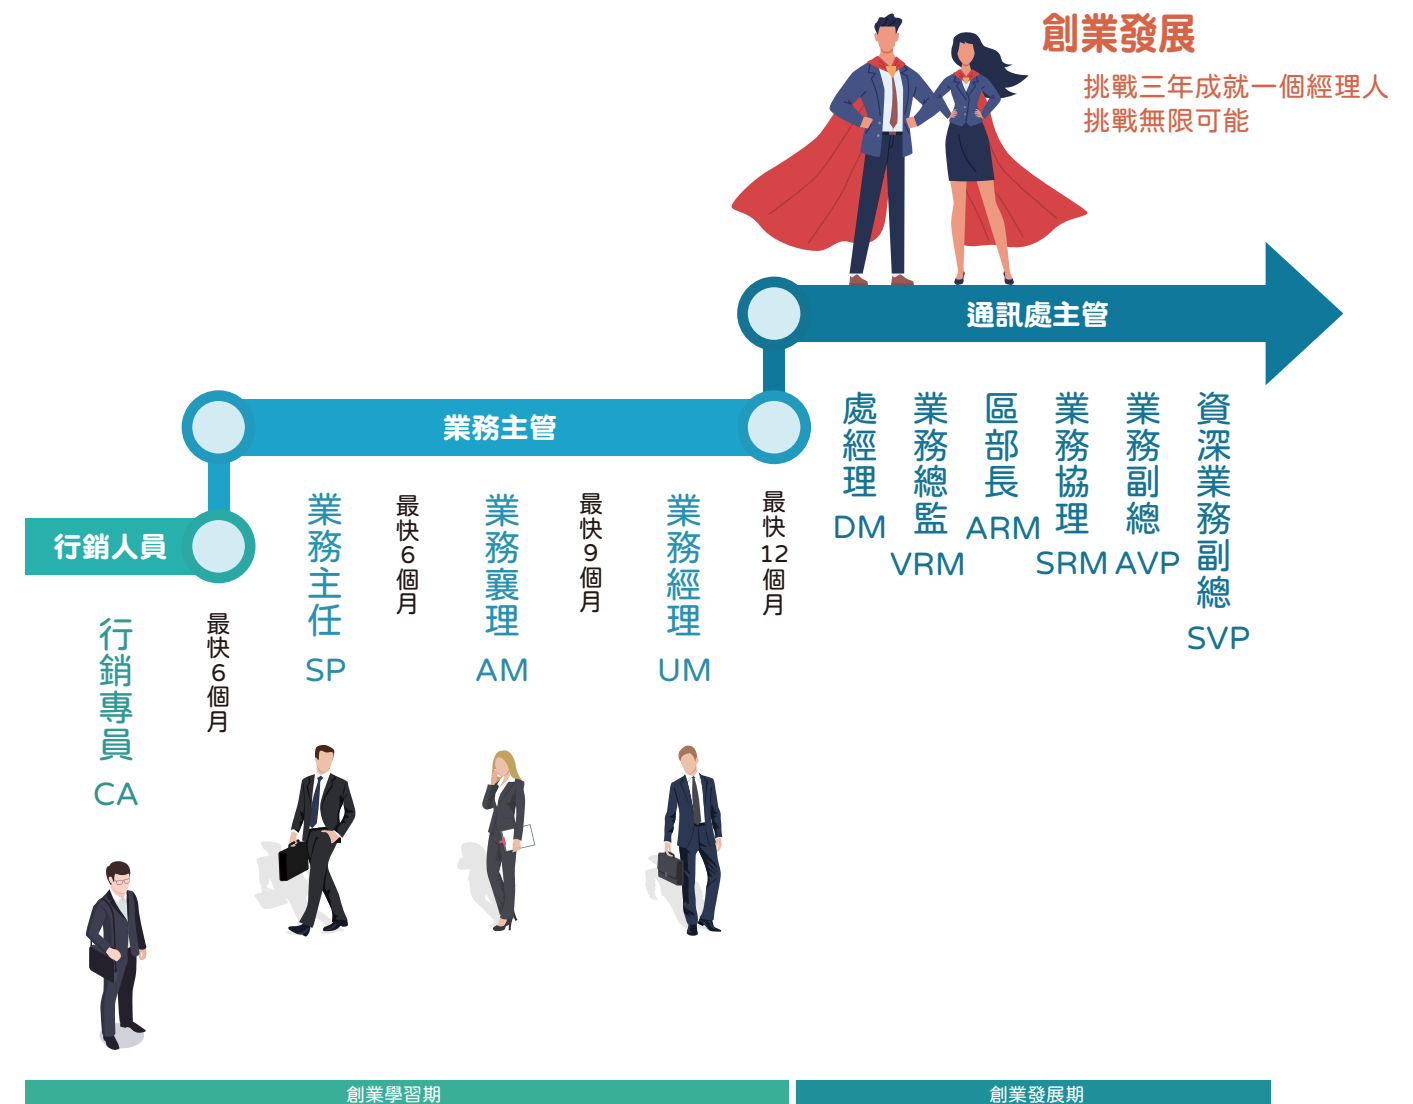 創業發展
挑戰三年成就一個經理人
挑戰無限可能
通訊處主管
業務主管
行銷人員
行銷專員
CA
最快6個月
業務主任
SP
最快6個月
業務襄理
AM
最快9個月
業務經理
UM
最快12個月
處經理
DM
業務總監
VRM
區部長
ARM
業務協理
SRM
業務副總
AVP
資深業務副總
SVP
創業學習期
創業發展期